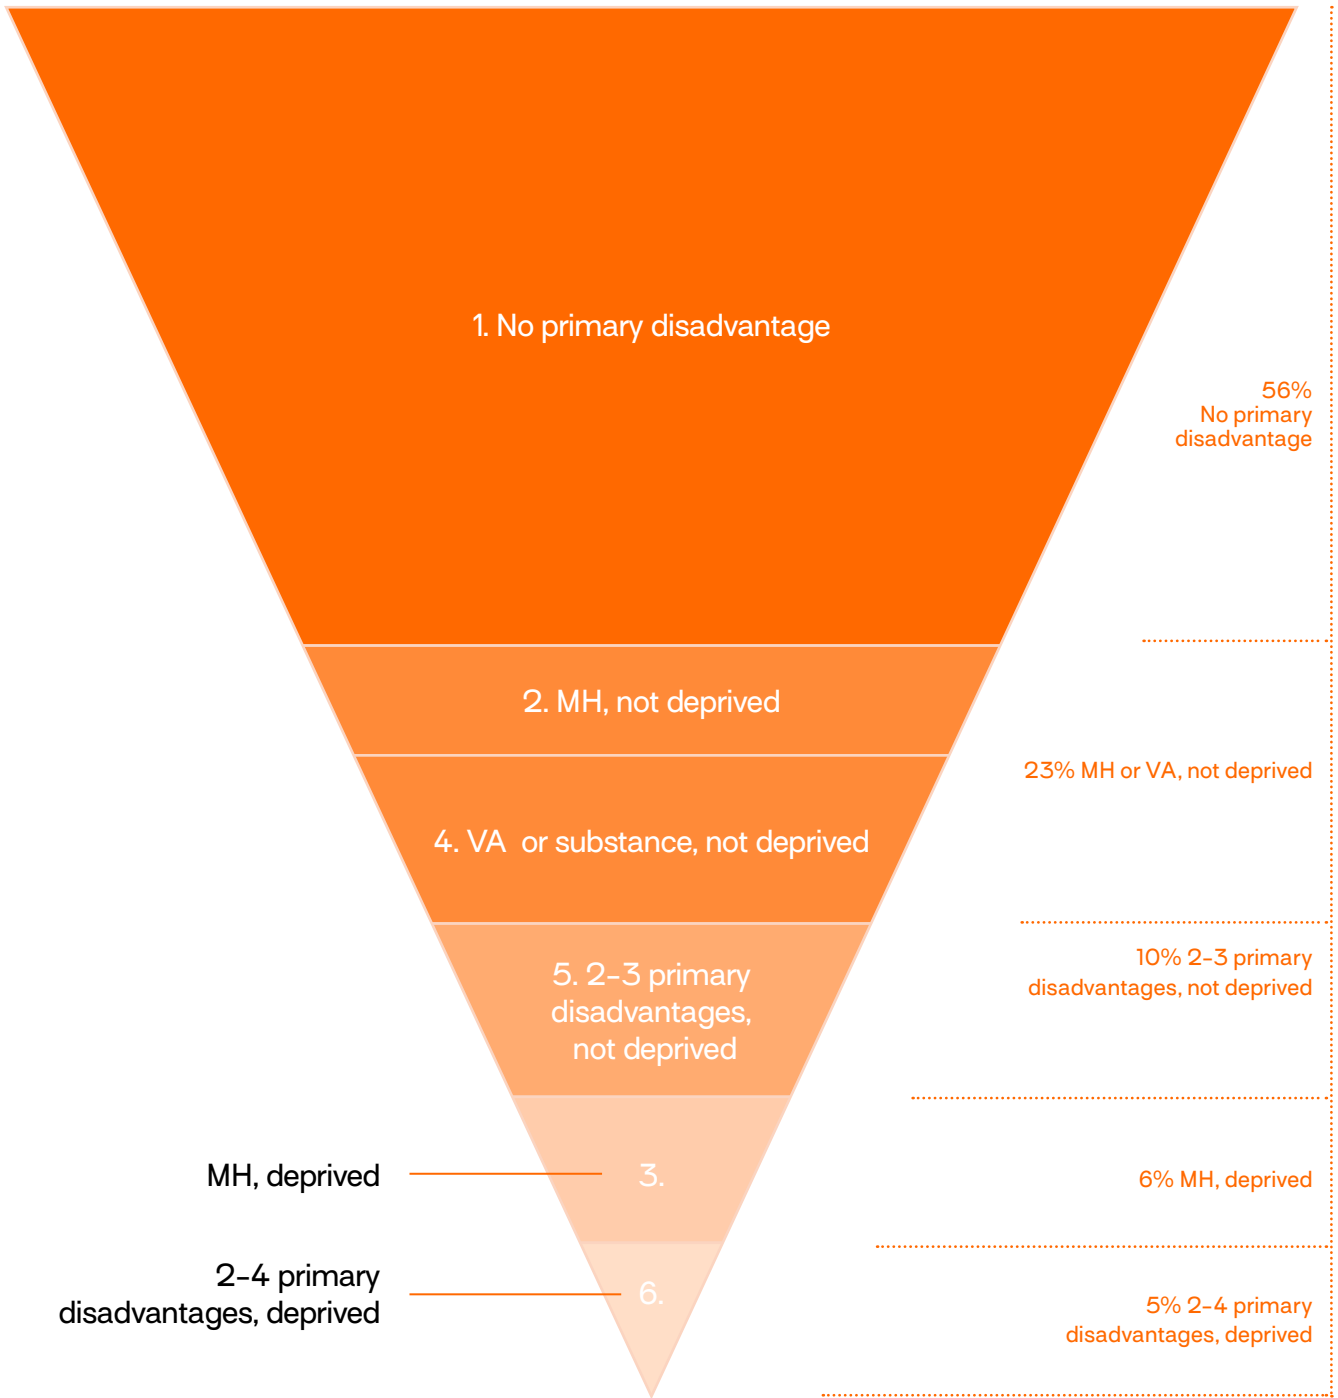 1. No primary disadvantage
56%
No primary
disadvantage
2. MH, not deprived
23% MH or VA, not deprived
4. VA  or substance, not deprived
5. 2-3 primary
disadvantages,
not deprived
10% 2-3 primary
disadvantages, not deprived
MH, deprived
3.
6% MH, deprived
2-4 primary
disadvantages, deprived
6.
5% 2-4 primary
disadvantages, deprived